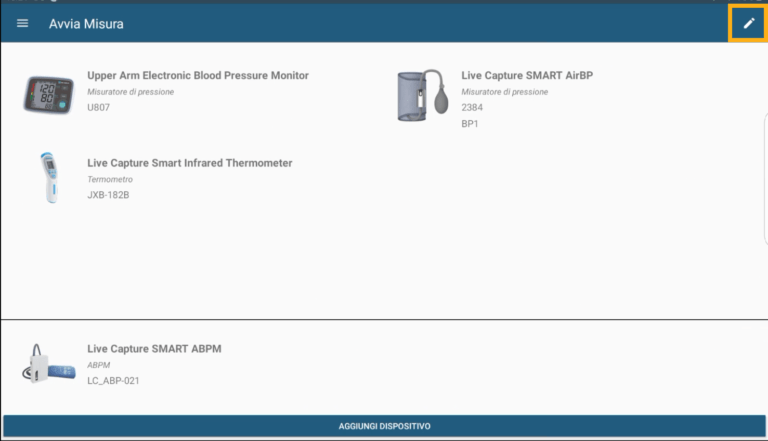 Avvia Misura
Upper Arm Electronic Blood Pressure Monitor
Misuratore di pressione
U807
Live Capture SMART AirBP
Misuratore di pressione
2384
BP1
Live Capture Smart Infrared Thermometer
Termometro
JXB-182B
Live Capture SMART ABPM
ABPM
LC_ABP-021
AGGIUNGI DISPOSITIVO